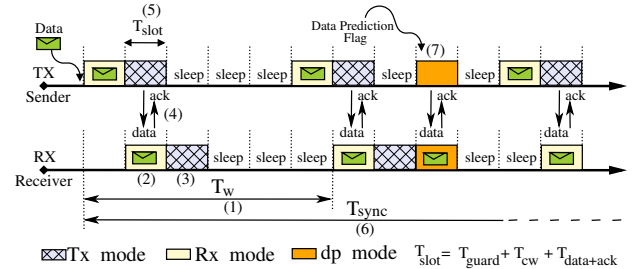 (5)
Data
T_slot
Data Prediction
Flag
(7)
TX
Sender
sleep sleep sleep sleep sleep sleep
ack ack ack ack
(4)
data data data data
RX
Receiver
sleep sleep sleep sleep sleep
(2) (3)
T_w
(1)
T_sync
(6)
Tx mode Rx mode dp mode T_slot = T_guard + T_cw + T_data+ack